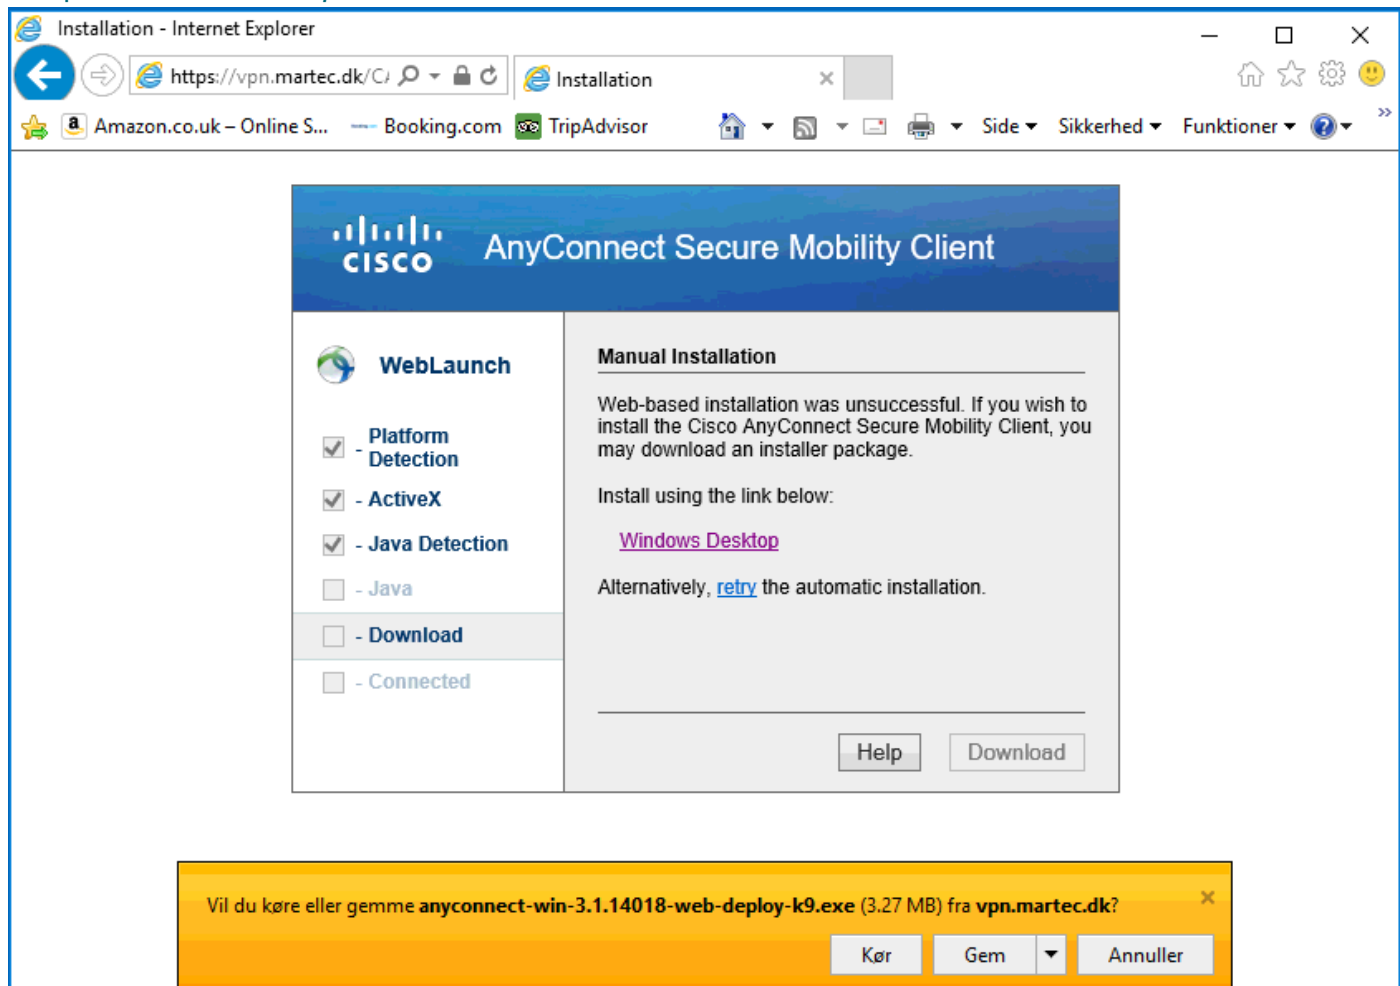 Installation - Internet Explorer
https://vpn.martec.dk/C
Installation
Amazon.co.uk – Online S...
Booking.com
TripAdvisor
Side
Sikkerhed
Funktioner
CISCO
AnyConnect Secure Mobility Client
WebLaunch
- Platform
Detection
- ActiveX
- Java Detection
- Java
- Download
- Connected
Manual Installation
Web-based installation was unsuccessful. If you wish to
install the Cisco AnyConnect Secure Mobility Client, you
may download an installer package.
Install using the link below:
Windows Desktop
Alternatively, retry the automatic installation.
Help
Download
Vil du køre eller gemme anyconnect-win-3.1.14018-web-deploy-k9.exe (3.27 MB) fra vpn.martec.dk?
Kør
Gem
Annuller